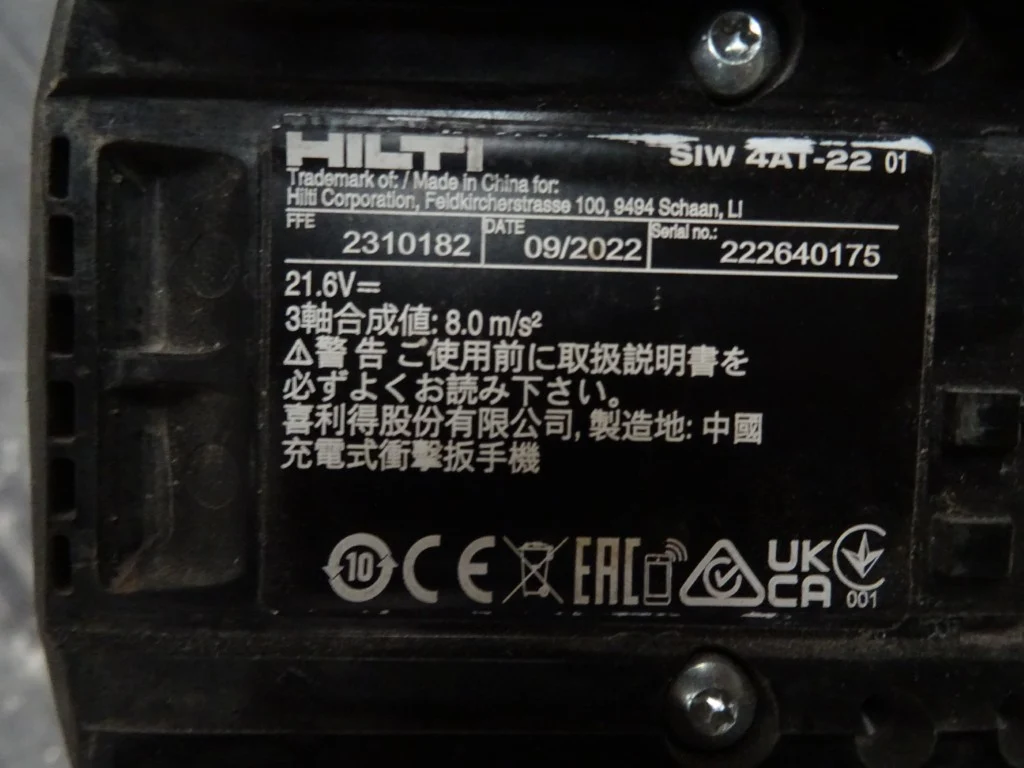 HILTI SIW 4AT-22 01
Trademark of: / Made in China for:
Hilti Corporation, Feldkircherstrasse 100, 9494 Schaan, LI
FFE 2310182 DATE 09/2022 Serial no.: 222640175
21.6V⎓
3軸合成値: 8.0 m/s²
⚠警告 ご使用前に取扱説明書を
必ずよくお読み下さい。
喜利得股份有限公司, 製造地: 中國
充電式衝擊扳手機
10 CE EAC UK CA 001